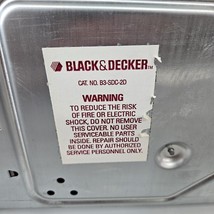 BLACK&DECKER™
CAT. NO. B3-SDC-2D
WARNING
TO REDUCE THE RISK
OF FIRE OR ELECTRIC
SHOCK, DO NOT REMOVE
THIS COVER. NO USER
SERVICEABLE PARTS
INSIDE. REPAIR SHOULD
BE DONE BY AUTHORIZED
SERVICE PERSONNEL ONLY.